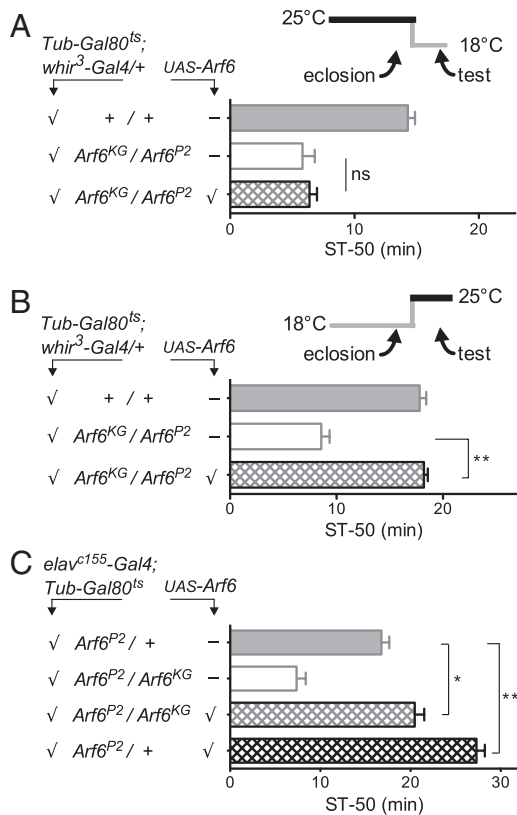 A
25°C
18°C
eclosion
test
Tub-Gal80ts;
whir3-Gal4/+
UAS-Arf6
√ + / + –
√ Arf6KG / Arf6P2 –
√ Arf6KG / Arf6P2 √
ns
0 10 20
ST-50 (min)
B
25°C
18°C
eclosion
test
Tub-Gal80ts;
whir3-Gal4/+
UAS-Arf6
√ + / + –
√ Arf6KG / Arf6P2 –
√ Arf6KG / Arf6P2 √
**
0 10 20
ST-50 (min)
C
elavc155-Gal4;
Tub-Gal80ts
UAS-Arf6
√ Arf6P2 / + –
√ Arf6P2 / Arf6KG –
√ Arf6P2 / Arf6KG √
√ Arf6P2 / + √
*
**
0 10 20 30
ST-50 (min)